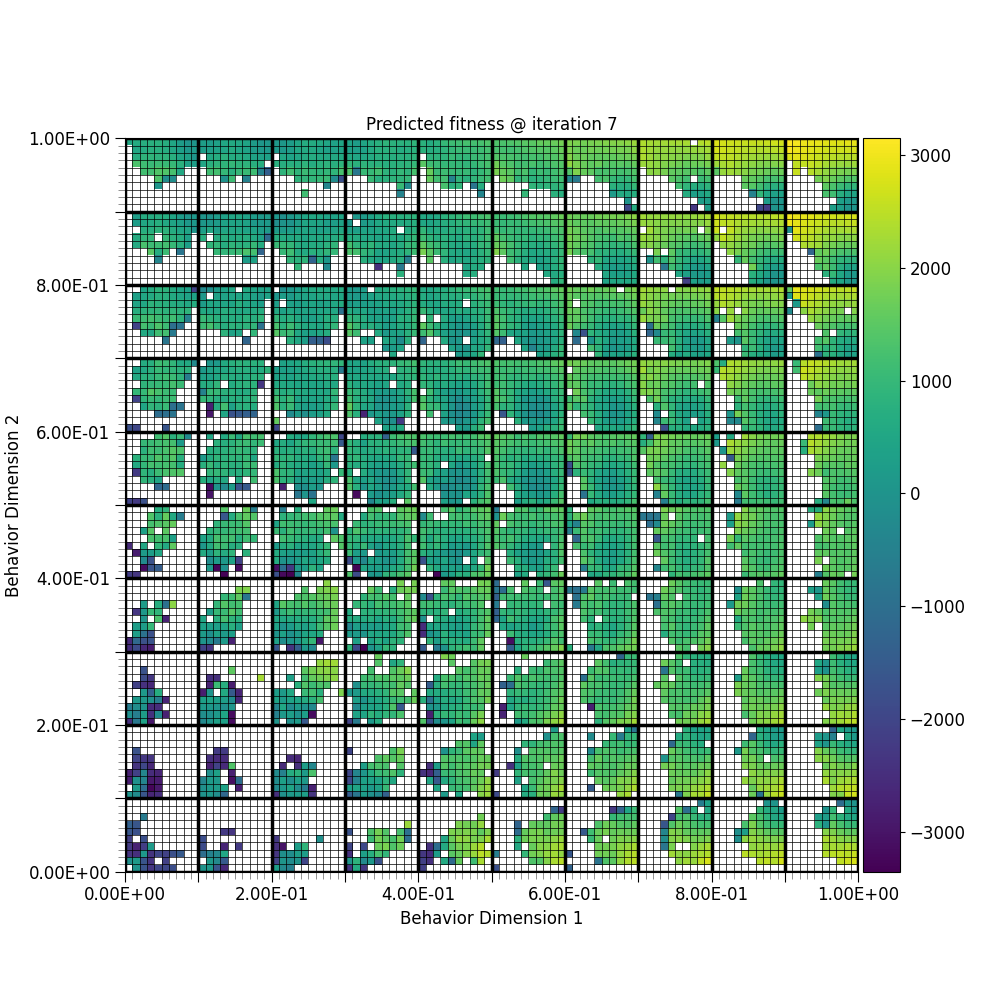 Predicted fitness @ iteration 7
1.00E+00
8.00E-01
6.00E-01
4.00E-01
2.00E-01
0.00E+00
Behavior Dimension 2
0.00E+00 2.00E-01 4.00E-01 6.00E-01 8.00E-01 1.00E+00
Behavior Dimension 1
3000
2000
1000
0
−1000
−2000
−3000